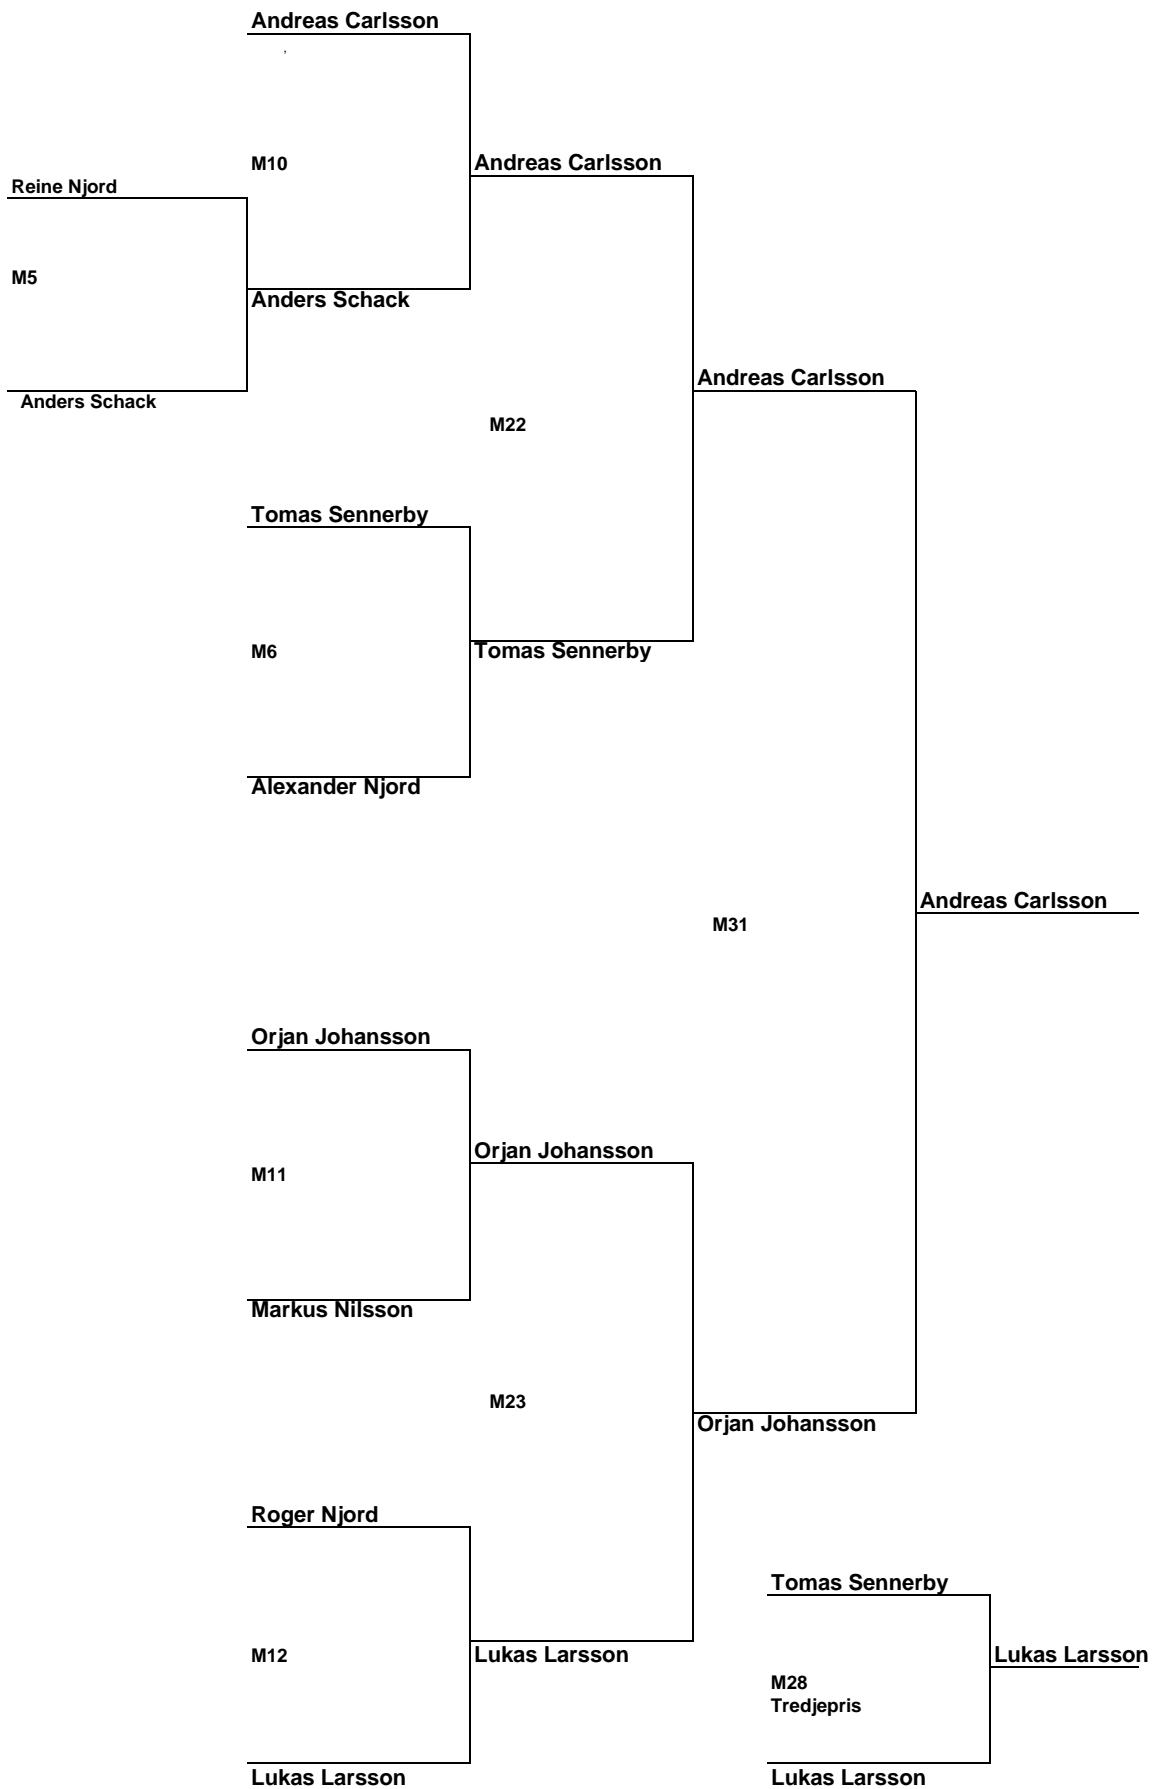 Andreas Carlsson
,
M10
Andreas Carlsson
Reine Njord
M5
Anders Schack
Andreas Carlsson
Anders Schack
M22
Tomas Sennerby
M6
Tomas Sennerby
Alexander Njord
Andreas Carlsson
M31
Orjan Johansson
Orjan Johansson
M11
Markus Nilsson
M23
Orjan Johansson
Roger Njord
Tomas Sennerby
M12
Lukas Larsson
Lukas Larsson
M28
Tredjepris
Lukas Larsson
Lukas Larsson